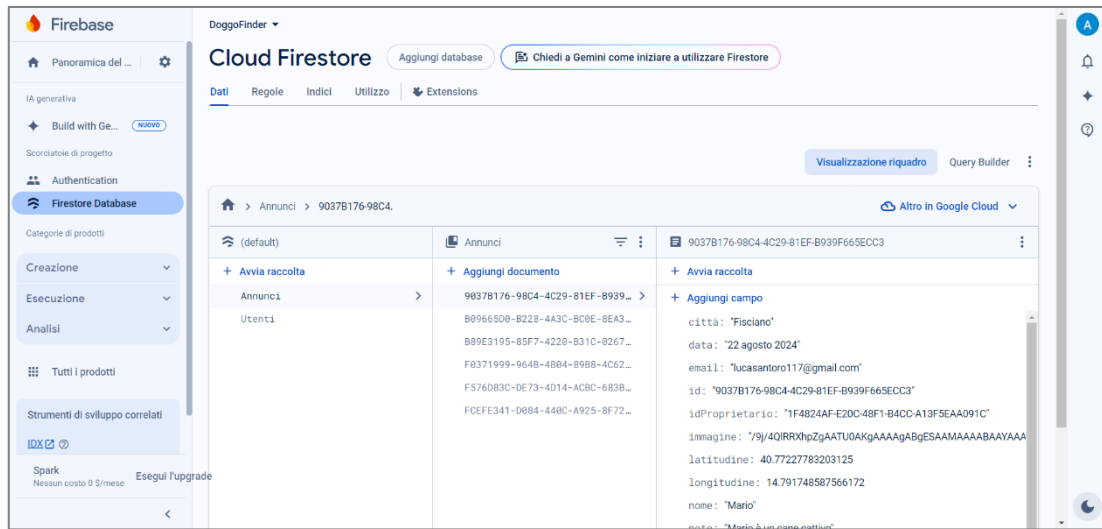 Firebase
Panoramica del ...
IA generativa
Build with Ge... NUOVO
Scorciatoie di progetto
Authentication
Firestore Database
Categorie di prodotti
Creazione
Esecuzione
Analisi
Tutti i prodotti
Strumenti di sviluppo correlati
IDX
Spark
Nessun costo 0 $/mese
Esegui l'upgrade
DoggoFinder
Cloud Firestore Aggiungi database Chiedi a Gemini come iniziare a utilizzare Firestore
Dati Regole Indici Utilizzo Extensions
Visualizzazione riquadro Query Builder
> Annunci > 9037B176-98C4. Altro in Google Cloud
(default)
+ Avvia raccolta
Annunci
Utenti
Annunci
+ Aggiungi documento
9037B176-98C4-4C29-81EF-B939…
B09665D0-B228-4A3C-BC0E-8EA3…
B89E3195-85F7-4220-B31C-0267…
F0371999-964B-4B04-89B8-4C62…
F576D83C-DE73-4D14-ACBC-683B…
FCEFE341-D084-440C-A925-8F72…
9037B176-98C4-4C29-81EF-B939F665ECC3
+ Avvia raccolta
+ Aggiungi campo
città: "Fisciano"
data: "22 agosto 2024"
email: "lucasantoro117@gmail.com"
id: "9037B176-98C4-4C29-81EF-B939F665ECC3"
idProprietario: "1F4824AF-E20C-48F1-B4CC-A13F5EAA091C"
immagine: "/9j/4QlRRXhpZgAATU0AKgAAAAgABgESAAMAAAABAAYAAA
latitudine: 40.77227783203125
longitudine: 14.791748587566172
nome: "Mario"
note: "Mario è un cane cattivo"
A